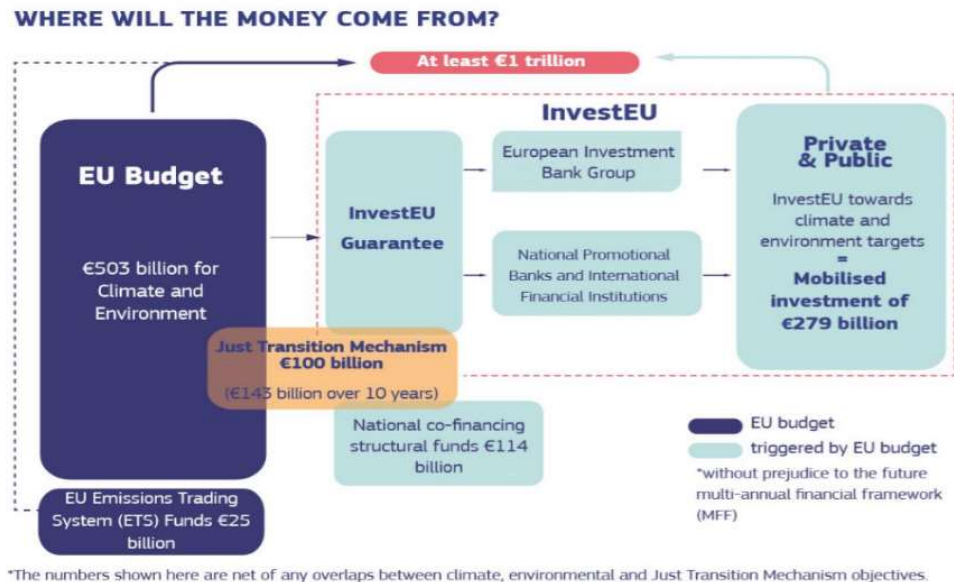 WHERE WILL THE MONEY COME FROM?
At least €1 trillion
InvestEU
EU Budget
€503 billion for
Climate and
Environment
InvestEU
Guarantee
European Investment
Bank Group
National Promotional
Banks and International
Financial Institutions
Private
& Public
InvestEU towards
climate and
environment targets
=
Mobilised
investment of
€279 billion
Just Transition Mechanism
€100 billion
(€143 billion over 10 years)
National co-financing
structural funds €114
billion
EU Emissions Trading
System (ETS) Funds €25
billion
EU budget
triggered by EU budget
*without prejudice to the future
multi-annual financial framework
(MFF)
*The numbers shown here are net of any overlaps between climate, environmental and Just Transition Mechanism objectives.